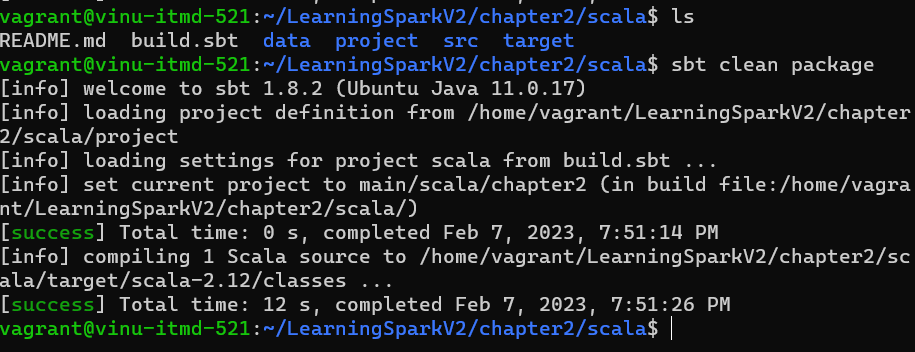 vagrant@vinu-itmd-521:~/LearningSparkV2/chapter2/scala$ ls
README.md  build.sbt  data  project  src  target
vagrant@vinu-itmd-521:~/LearningSparkV2/chapter2/scala$ sbt clean package
[info] welcome to sbt 1.8.2 (Ubuntu Java 11.0.17)
[info] loading project definition from /home/vagrant/LearningSparkV2/chapter
2/scala/project
[info] loading settings for project scala from build.sbt ...
[info] set current project to main/scala/chapter2 (in build file:/home/vagra
nt/LearningSparkV2/chapter2/scala/)
[success] Total time: 0 s, completed Feb 7, 2023, 7:51:14 PM
[info] compiling 1 Scala source to /home/vagrant/LearningSparkV2/chapter2/sc
ala/target/scala-2.12/classes ...
[success] Total time: 12 s, completed Feb 7, 2023, 7:51:26 PM
vagrant@vinu-itmd-521:~/LearningSparkV2/chapter2/scala$